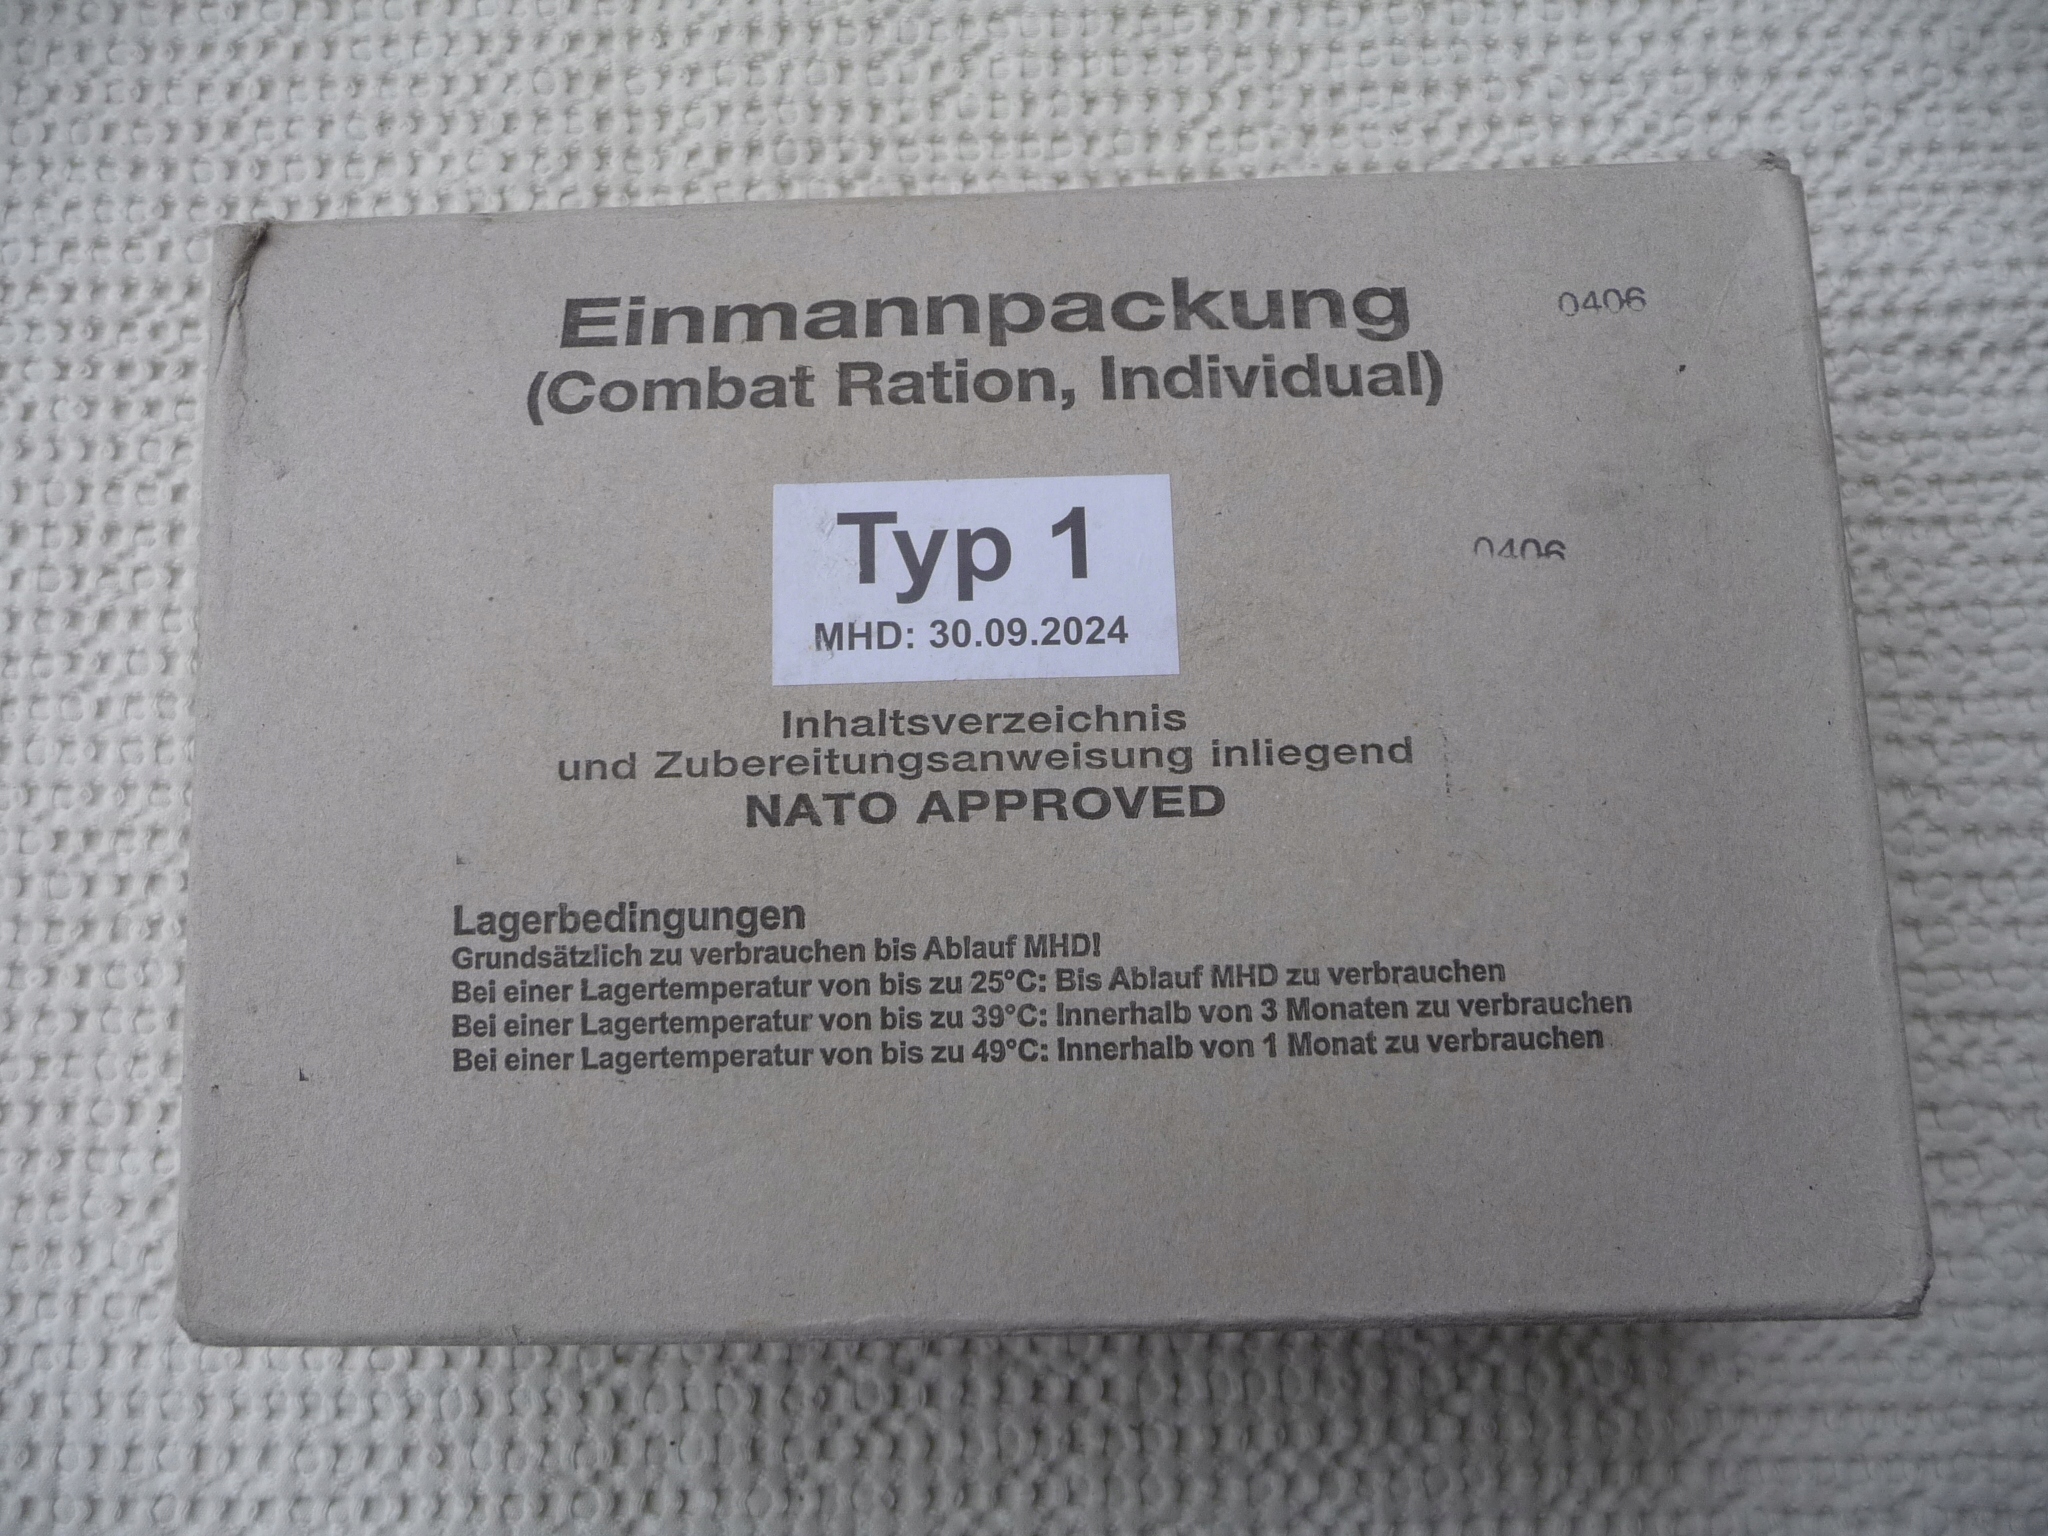 Einmannpackung
0406
(Combat Ration, Individual)
Typ 1
0406
MHD: 30.09.2024
Inhaltsverzeichnis
und Zubereitungsanweisung inliegend
NATO APPROVED
Lagerbedingungen
Grundsätzlich zu verbrauchen bis Ablauf MHD!
Bei einer Lagertemperatur von bis zu 25°C: Bis Ablauf MHD zu verbrauchen
Bei einer Lagertemperatur von bis zu 39°C: Innerhalb von 3 Monaten zu verbrauchen
Bei einer Lagertemperatur von bis zu 49°C: Innerhalb von 1 Monat zu verbrauchen